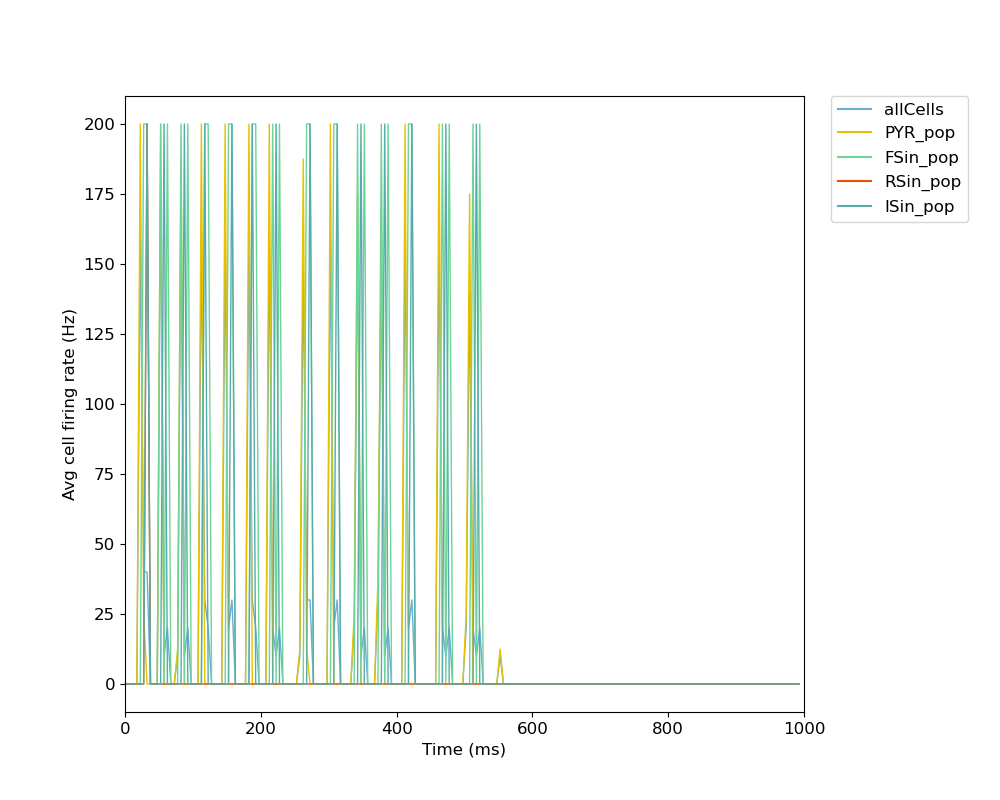 allCells
PYR_pop
FSin_pop
RSin_pop
ISin_pop
200
175
150
125
100
75
50
25
0
Avg cell firing rate (Hz)
0 200 400 600 800 1000
Time (ms)